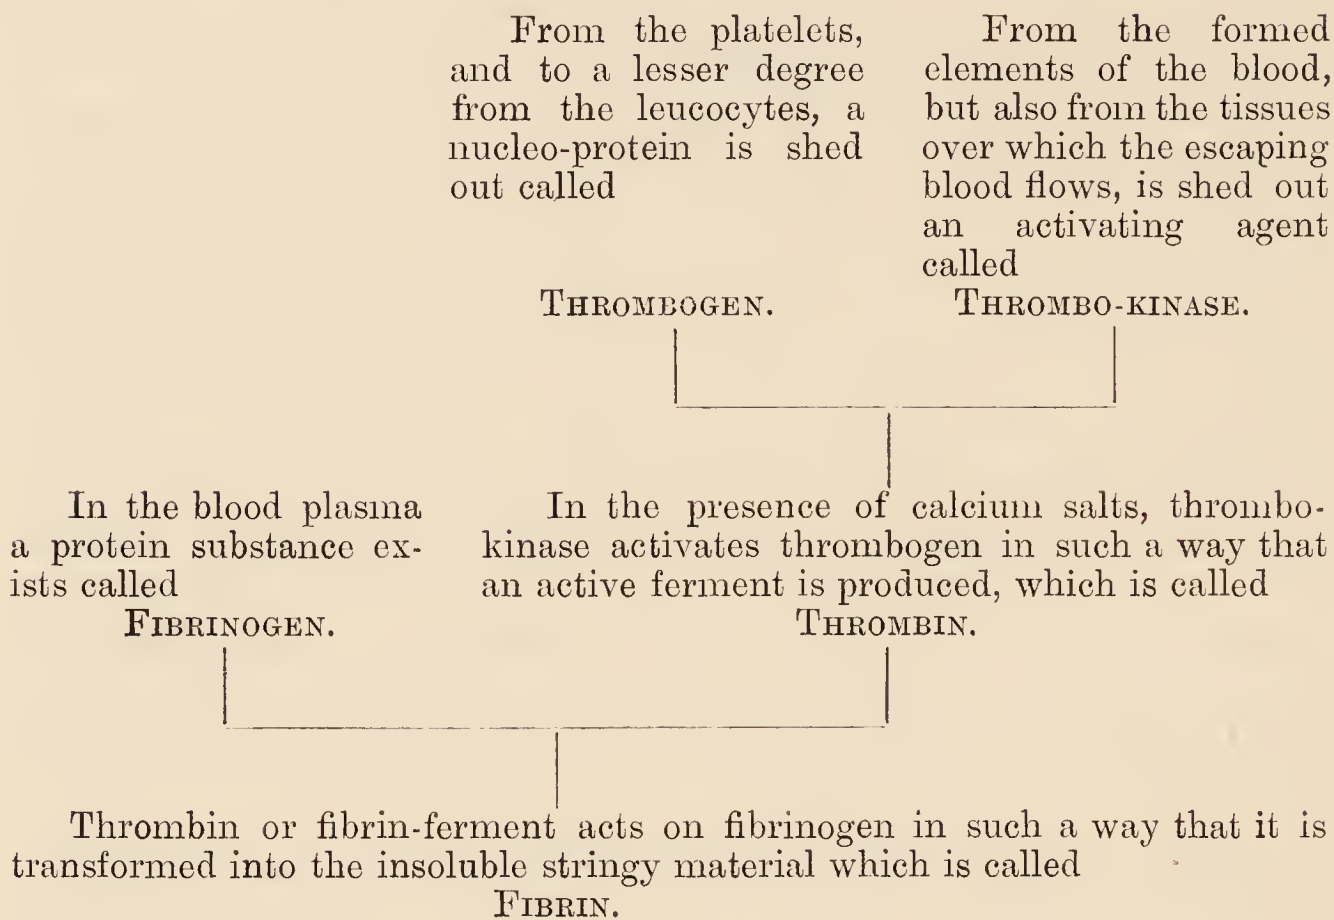 From the platelets,
and to a lesser degree
from the leucocytes, a
nucleo-protein is shed
out called
THROMBOGEN.
From the formed
elements of the blood,
but also from the tissues
over which the escaping
blood flows, is shed out
an activating agent
called
THROMBO-KINASE.
In the blood plasma
a protein substance ex-
ists called
FIBRINOGEN.
In the presence of calcium salts, thrombo-
kinase activates thrombogen in such a way that
an active ferment is produced, which is called
THROMBIN.
Thrombin or fibrin-ferment acts on fibrinogen in such a way that it is
transformed into the insoluble stringy material which is called
FIBRIN.